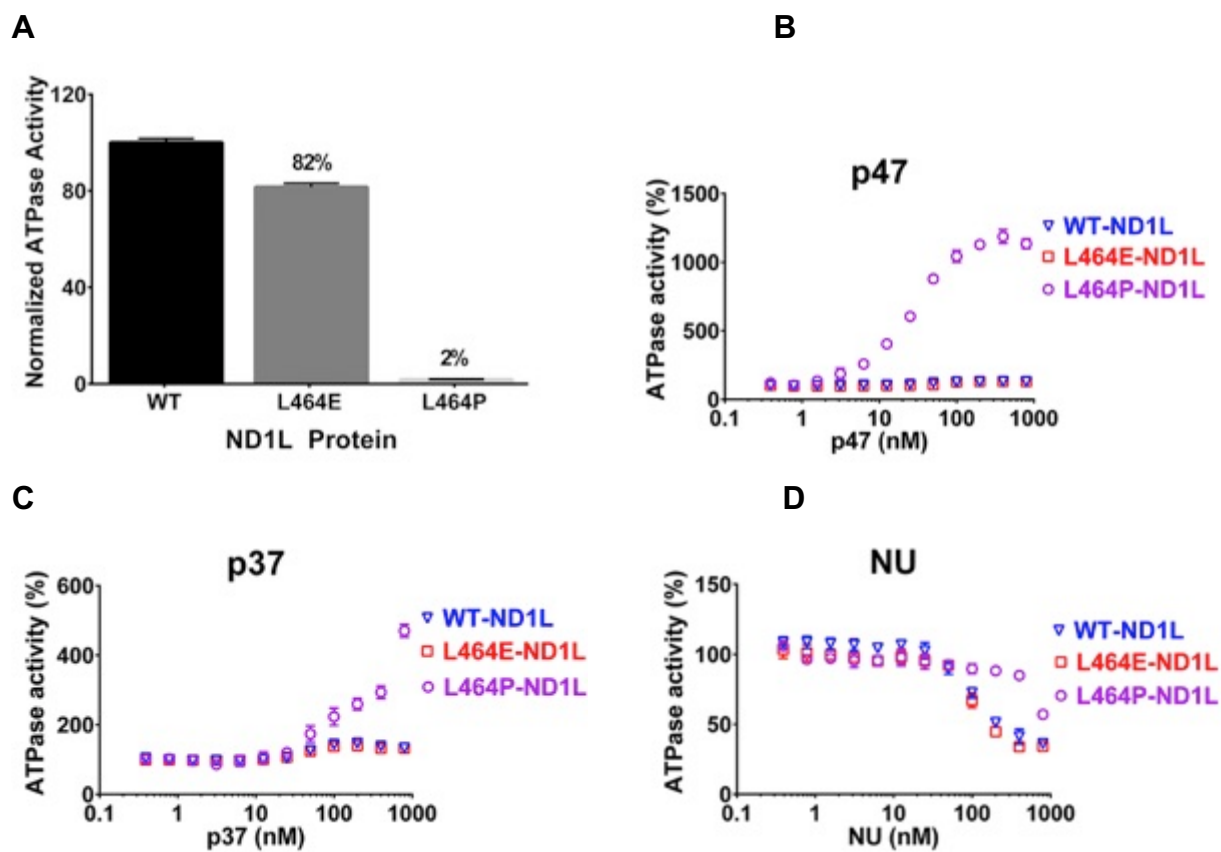 A
Normalized ATPase Activity
120
80
40
0
82%
2%
WT
L464E
L464P
ND1L Protein
B
p47
ATPase activity (%)
1500
1000
500
0
0.1
1
10
100
1000
p47 (nM)
WT-ND1L
L464E-ND1L
L464P-ND1L
C
p37
ATPase activity (%)
600
400
200
0
0.1
1
10
100
1000
p37 (nM)
WT-ND1L
L464E-ND1L
L464P-ND1L
D
NU
ATPase activity (%)
150
100
50
0
0.1
1
10
100
1000
NU (nM)
WT-ND1L
L464E-ND1L
L464P-ND1L